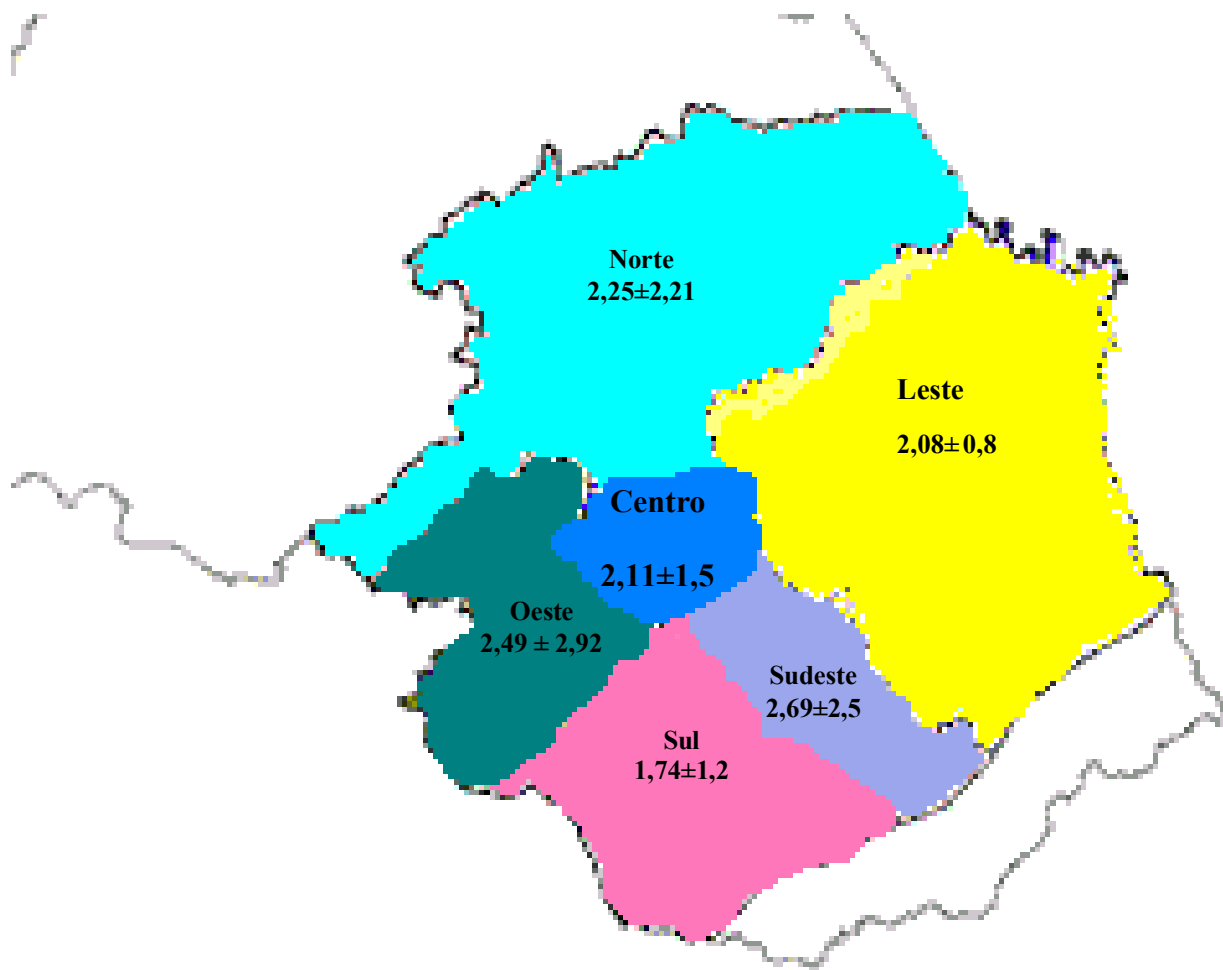 Norte
2,25±2,21
Leste
2,08± 0,8
Centro
2,11±1,5
Oeste
2,49 ± 2,92
Sudeste
2,69±2,5
Sul
1,74±1,2